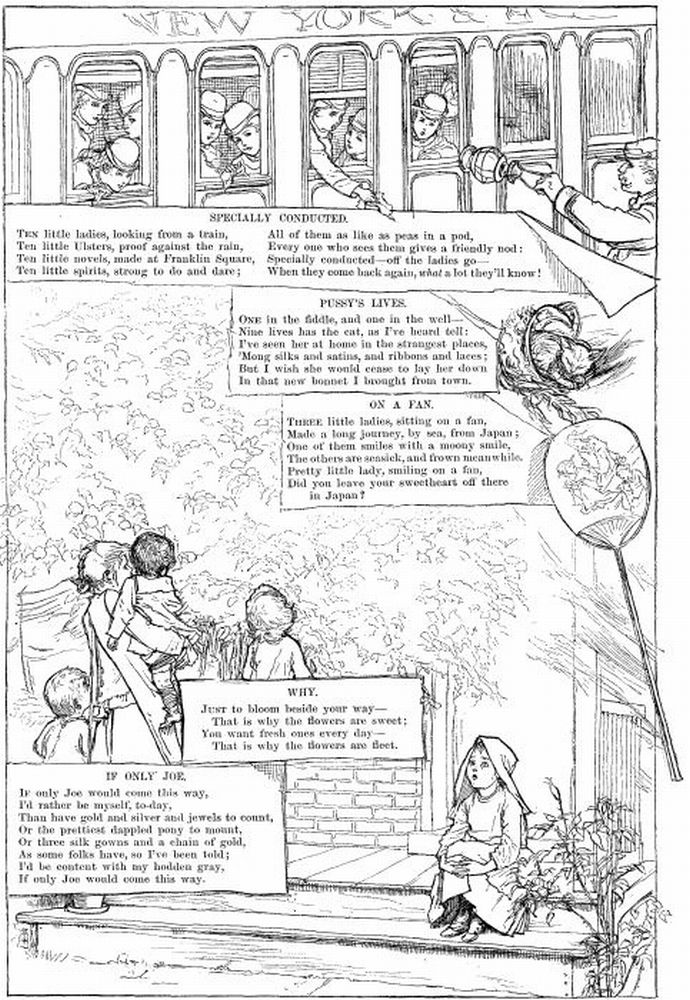 NEW YORK &
SPECIALLY CONDUCTED.
TEN little ladies, looking from a train,
Ten little Ulsters, proof against the rain,
Ten little novels, made at Franklin Square,
Ten little spirits, strong to do and dare;
All of them as like as peas in a pod,
Every one who sees them gives a friendly nod:
Specially conducted—off the ladies go—
When they come back again, what a lot they'll know!
PUSSY'S LIVES.
ONE in the fiddle, and one in the well—
Nine lives has the cat, as I've heard tell:
I've seen her at home in the strangest places,
'Mong silks and satins, and ribbons and laces;
But I wish she would cease to lay her down
In that new bonnet I brought from town.
ON A FAN.
THREE little ladies, sitting on a fan,
Made a long journey, by sea, from Japan;
One of them smiles with a moony smile,
The others are seasick, and frown meanwhile.
Pretty little lady, smiling on a fan,
Did you leave your sweetheart off there
in Japan?
WHY.
JUST to bloom beside your way—
That is why the flowers are sweet;
You want fresh ones every day—
That is why the flowers are fleet.
IF ONLY JOE.
IF only Joe would come this way,
I'd rather be myself, to-day,
Than have gold and silver and jewels to count,
Or the prettiest dappled pony to mount,
Or three silk gowns and a chain of gold,
As some folks have, so I've been told;
I'd be content with my hodden gray,
If only Joe would come this way.